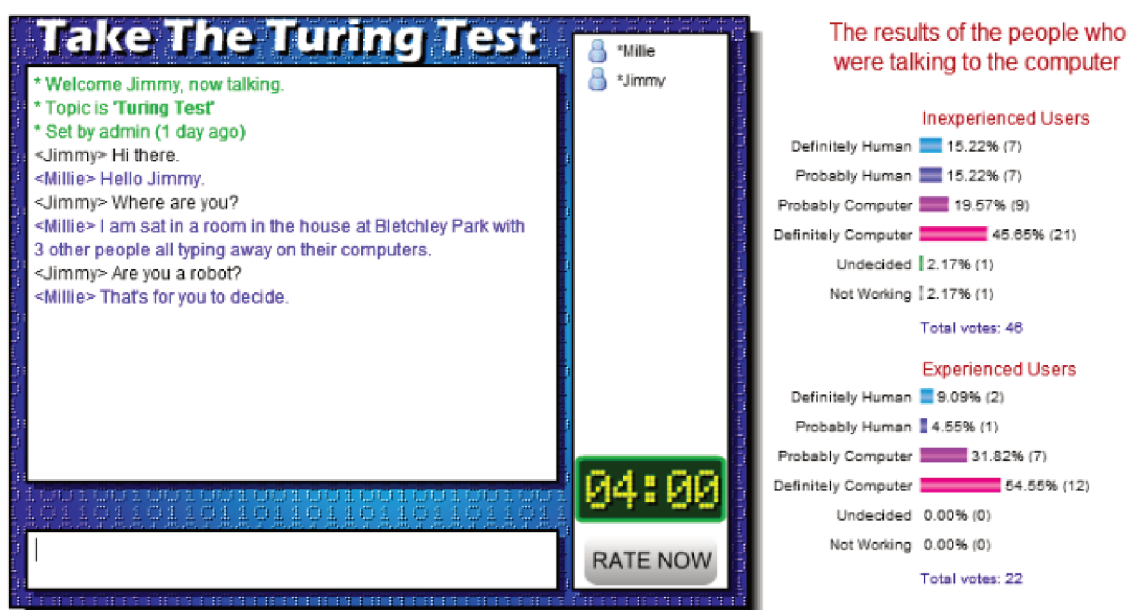 Take The Turing Test
* Welcome Jimmy, now talking.
* Topic is 'Turing Test'
* Set by admin (1 day ago)
<Jimmy> Hi there.
<Millie> Hello Jimmy.
<Jimmy> Where are you?
<Millie> I am sat in a room in the house at Bletchley Park with
3 other people all typing away on their computers.
<Jimmy> Are you a robot?
<Millie> That's for you to decide.
*Millie
*Jimmy
04:00
RATE NOW
The results of the people who
were talking to the computer
Inexperienced Users
Definitely Human 15.22% (7)
Probably Human 15.22% (7)
Probably Computer 19.57% (9)
Definitely Computer 45.65% (21)
Undecided 2.17% (1)
Not Working 2.17% (1)
Total votes: 46
Experienced Users
Definitely Human 9.09% (2)
Probably Human 4.55% (1)
Probably Computer 31.82% (7)
Definitely Computer 54.55% (12)
Undecided 0.00% (0)
Not Working 0.00% (0)
Total votes: 22